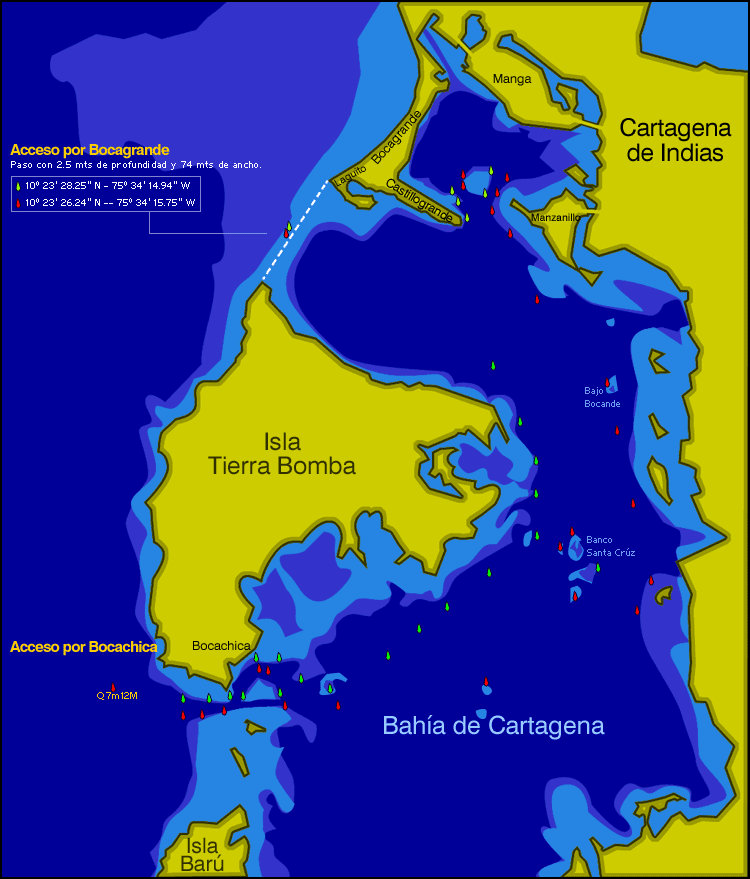 Manga
Cartagena
de Indias
Bocagrande
Laguito
Castillogrande
Manzanillo
Acceso por Bocagrande
Paso con 2.5 mts de profundidad y 74 mts de ancho.
10º 23' 28.25" N - 75º 34' 14.94" W
10º 23' 26.24" N -- 75º 34' 15.75" W
Bajo
Bocande
Isla
Tierra Bomba
Banco
Santa Crúz
Acceso por Bocachica
Bocachica
Q7m12M
Bahía de Cartagena
Isla
Barú